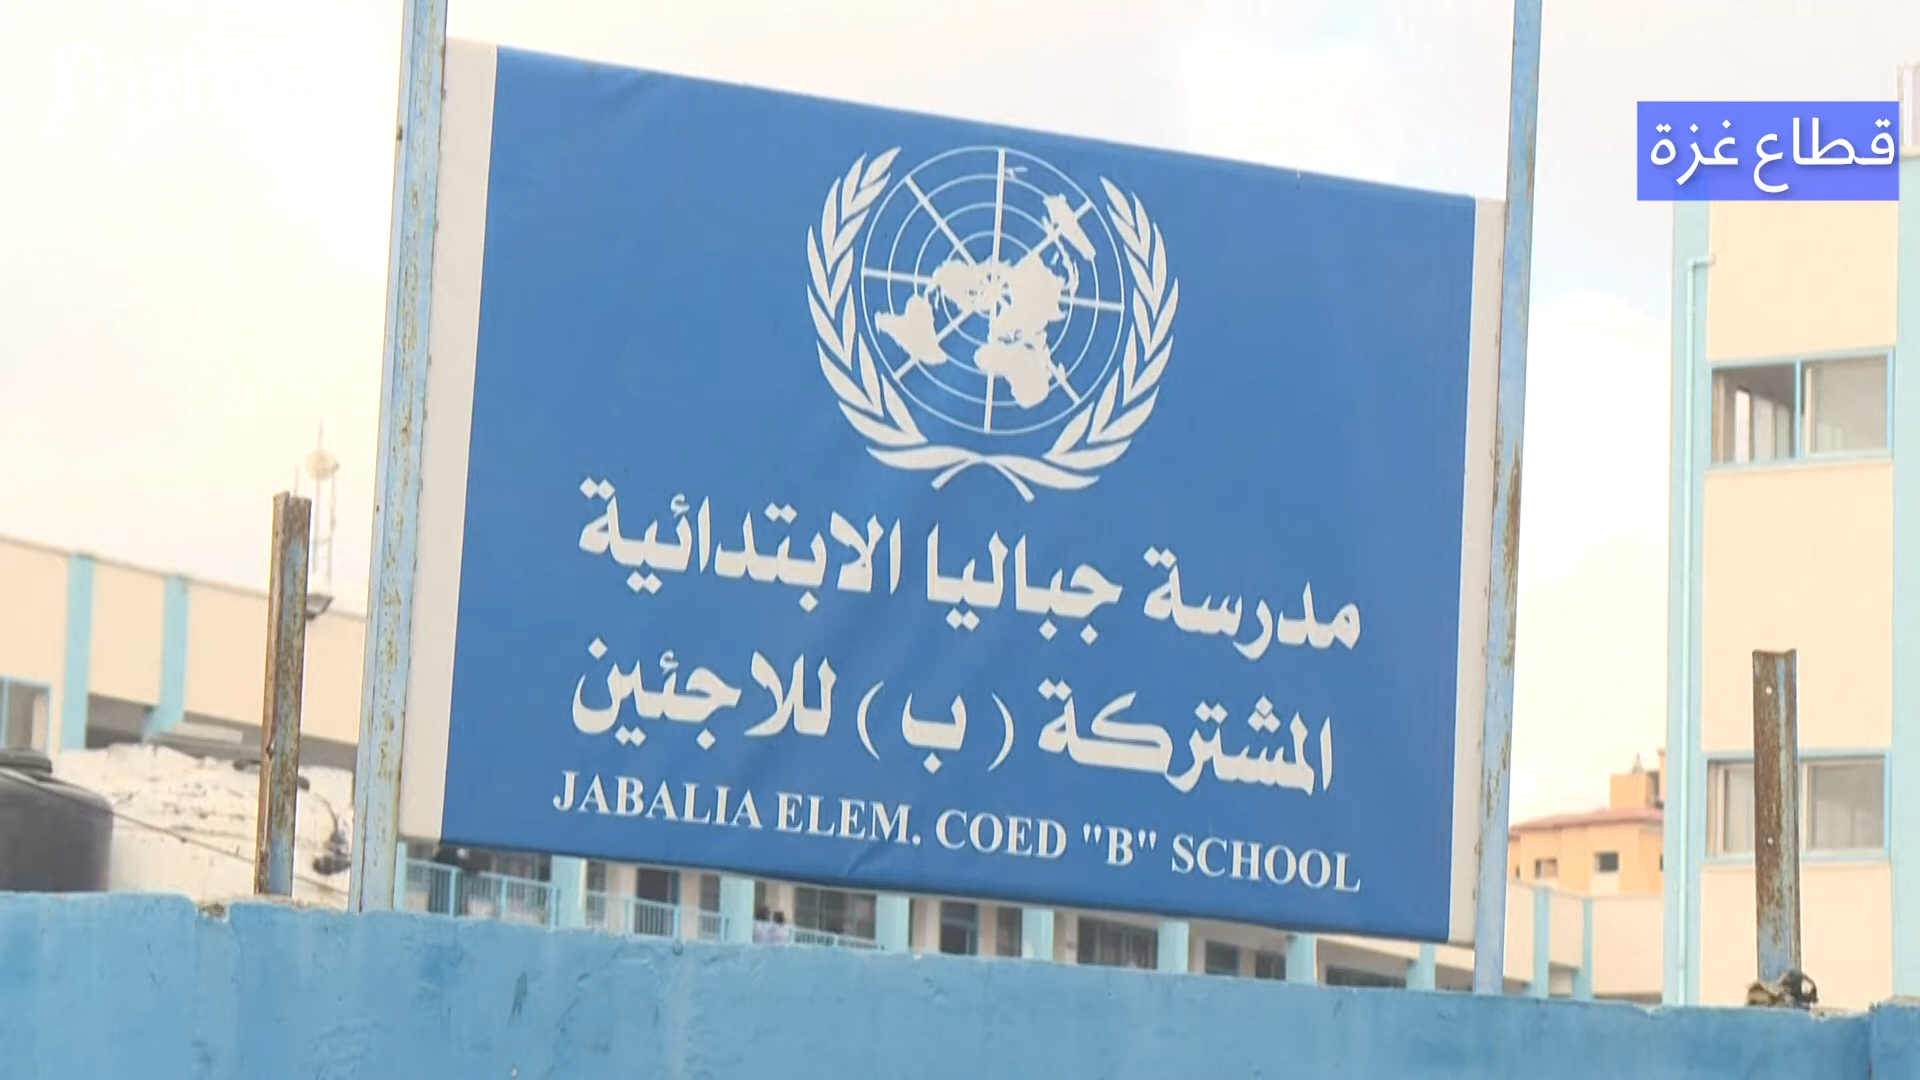 قطاع غزة
مدرسة جباليا الابتدائية
المشتركة ( ب ) للاجئين
JABALIA ELEM. COED "B" SCHOOL